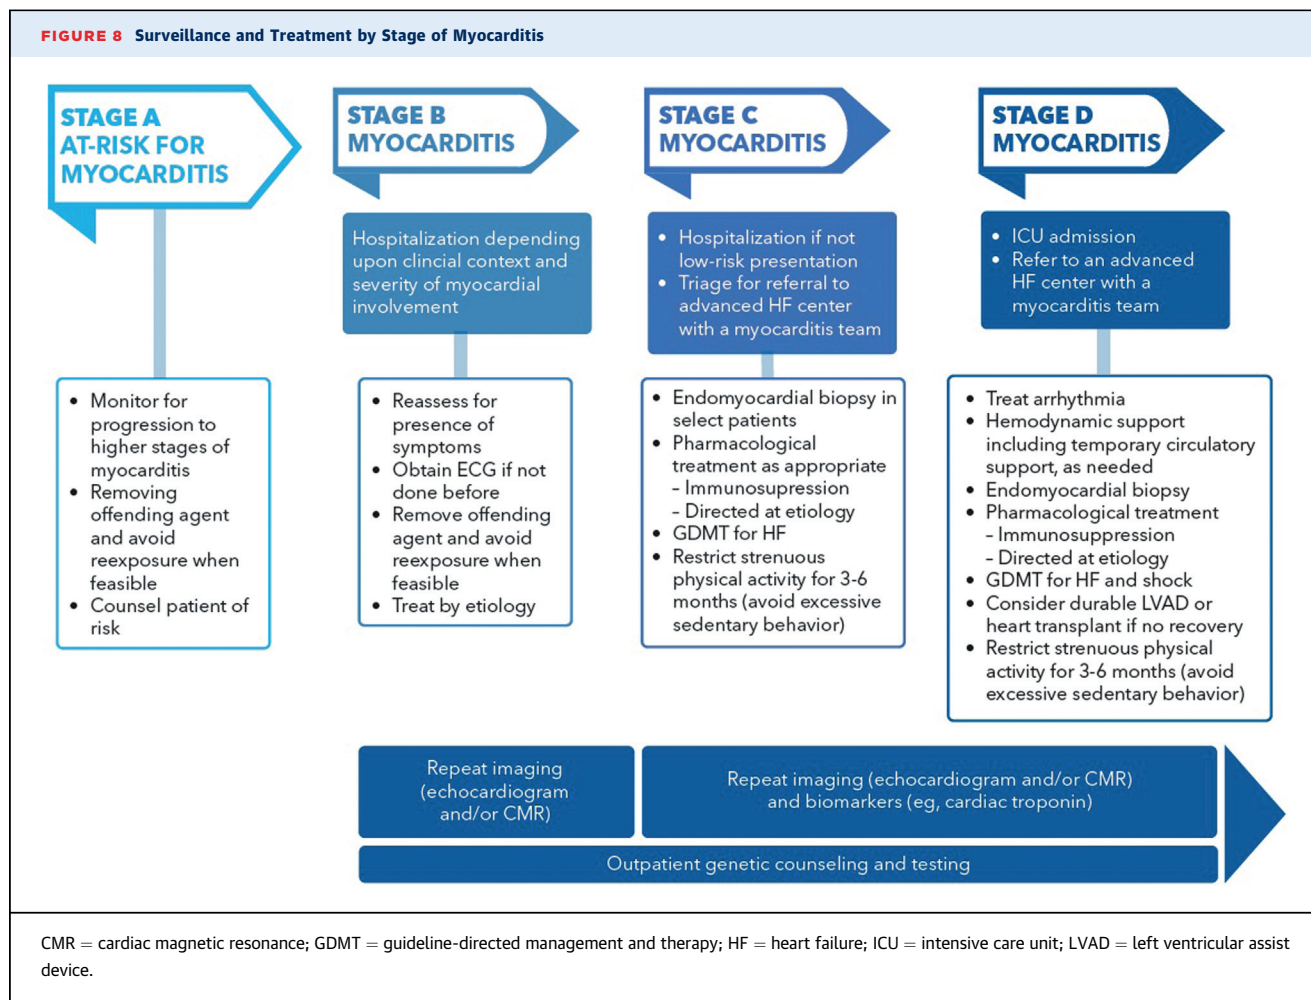 FIGURE 8 Surveillance and Treatment by Stage of Myocarditis
STAGE A
AT-RISK FOR
MYOCARDITIS
STAGE B
MYOCARDITIS
STAGE C
MYOCARDITIS
STAGE D
MYOCARDITIS
Hospitalization depending
upon clincial context and
severity of myocardial
involvement
• Hospitalization if not
low-risk presentation
• Triage for referral to
advanced HF center
with a myocarditis team
• ICU admission
• Refer to an advanced
HF center with a
myocarditis team
• Monitor for
progression to
higher stages of
myocarditis
• Removing
offending agent
and avoid
reexposure when
feasible
• Counsel patient of
risk
• Reassess for
presence of
symptoms
• Obtain ECG if not
done before
• Remove offending
agent and avoid
reexposure when
feasible
• Treat by etiology
• Endomyocardial biopsy in
select patients
• Pharmacological
treatment as appropriate
– Immunosupression
– Directed at etiology
• GDMT for HF
• Restrict strenuous
physical activity for 3-6
months (avoid excessive
sedentary behavior)
• Treat arrhythmia
• Hemodynamic support
including temporary circulatory
support, as needed
• Endomyocardial biopsy
• Pharmacological treatment
– Immunosuppression
– Directed at etiology
• GDMT for HF and shock
• Consider durable LVAD or
heart transplant if no recovery
• Restrict strenuous physical
activity for 3-6 months (avoid
excessive sedentary behavior)
Repeat imaging
(echocardiogram
and/or CMR)
Repeat imaging (echocardiogram and/or CMR)
and biomarkers (eg, cardiac troponin)
Outpatient genetic counseling and testing
CMR = cardiac magnetic resonance; GDMT = guideline-directed management and therapy; HF = heart failure; ICU = intensive care unit; LVAD = left ventricular assist
device.